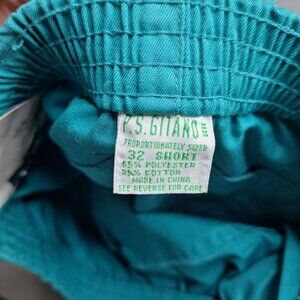 P.S. GITANO
PROPORTIONATELY SIZED
32 SHORT
65% POLYESTER
35% COTTON
MADE IN CHINA
SEE REVERSE FOR CARE